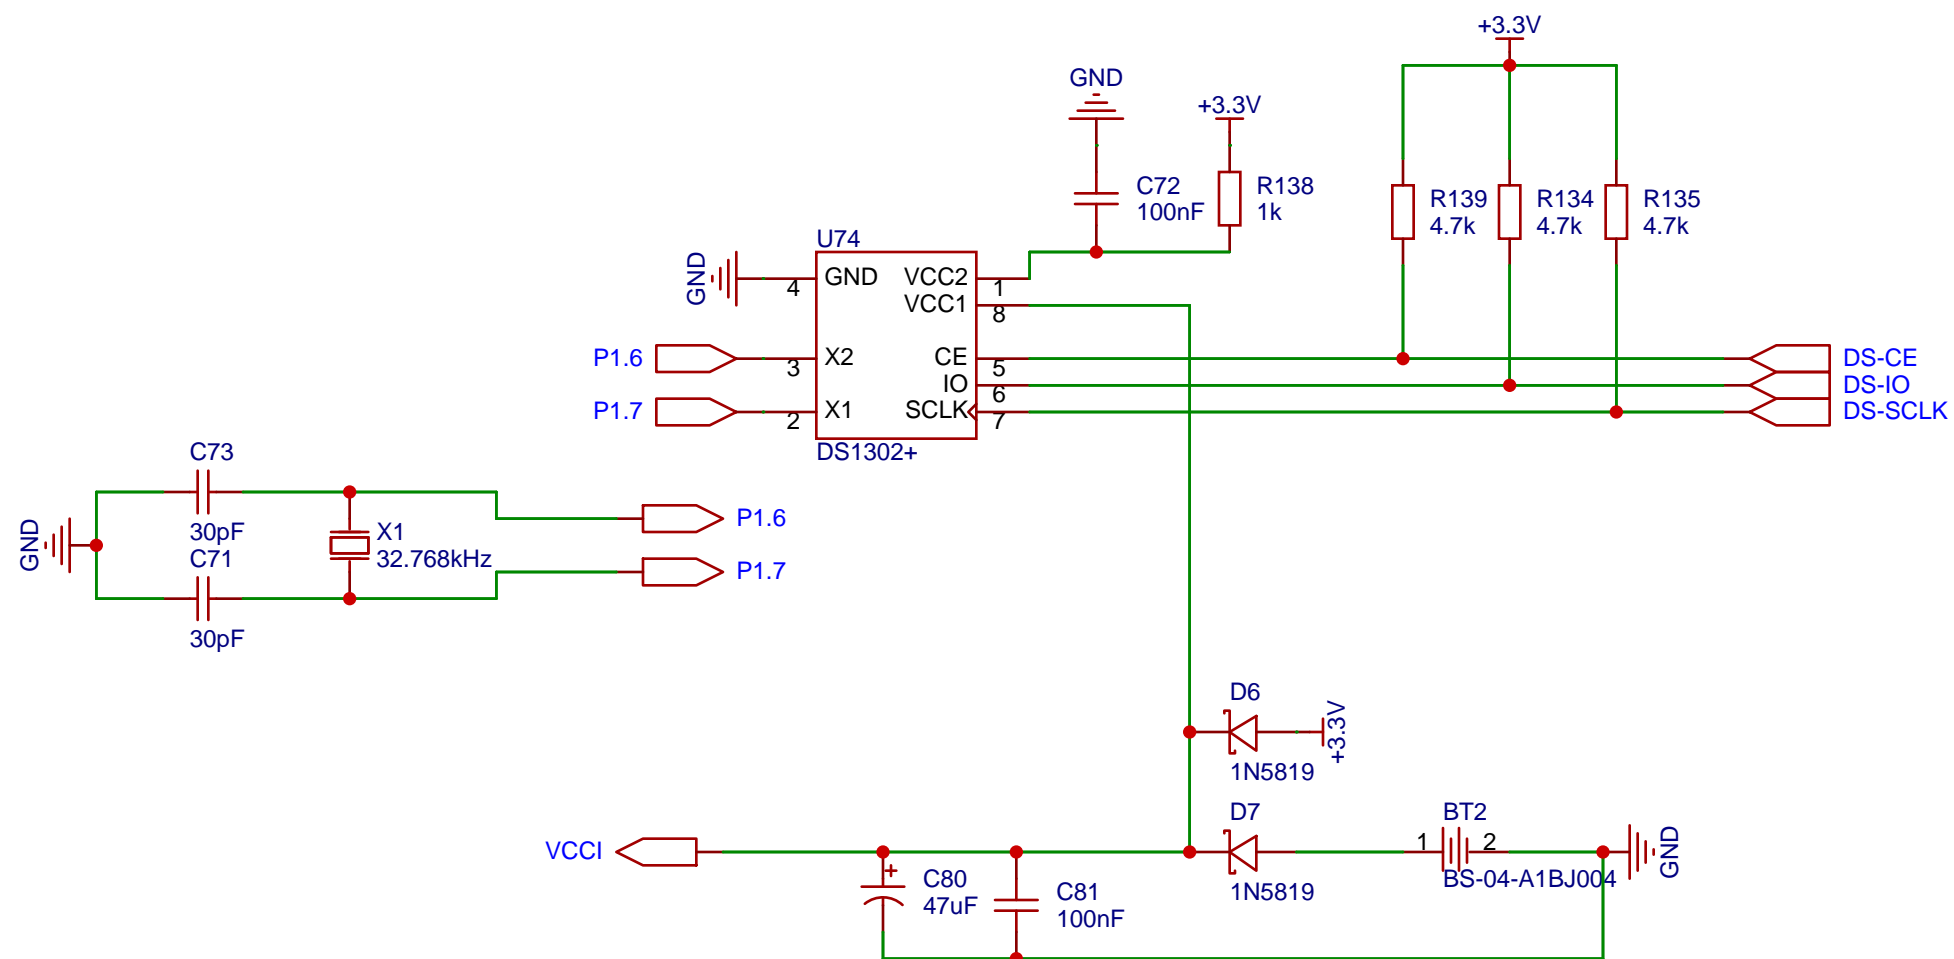 +3.3V
GND
+3.3V
C72
100nF
R138
1k
R139
4.7k
R134
4.7k
R135
4.7k
U74
GND
4
GND
VCC2
1
VCC1
8
P1.6
3
X2
CE
5
DS-CE
IO
6
DS-IO
P1.7
2
X1
SCLK
7
DS-SCLK
DS1302+
C73
30pF
GND
X1
32.768kHz
C71
30pF
P1.6
P1.7
D6
1N5819
+3.3V
D7
1N5819
BT2
1
2
BS-04-A1BJ004
GND
VCCI
+
C80
47uF
C81
100nF